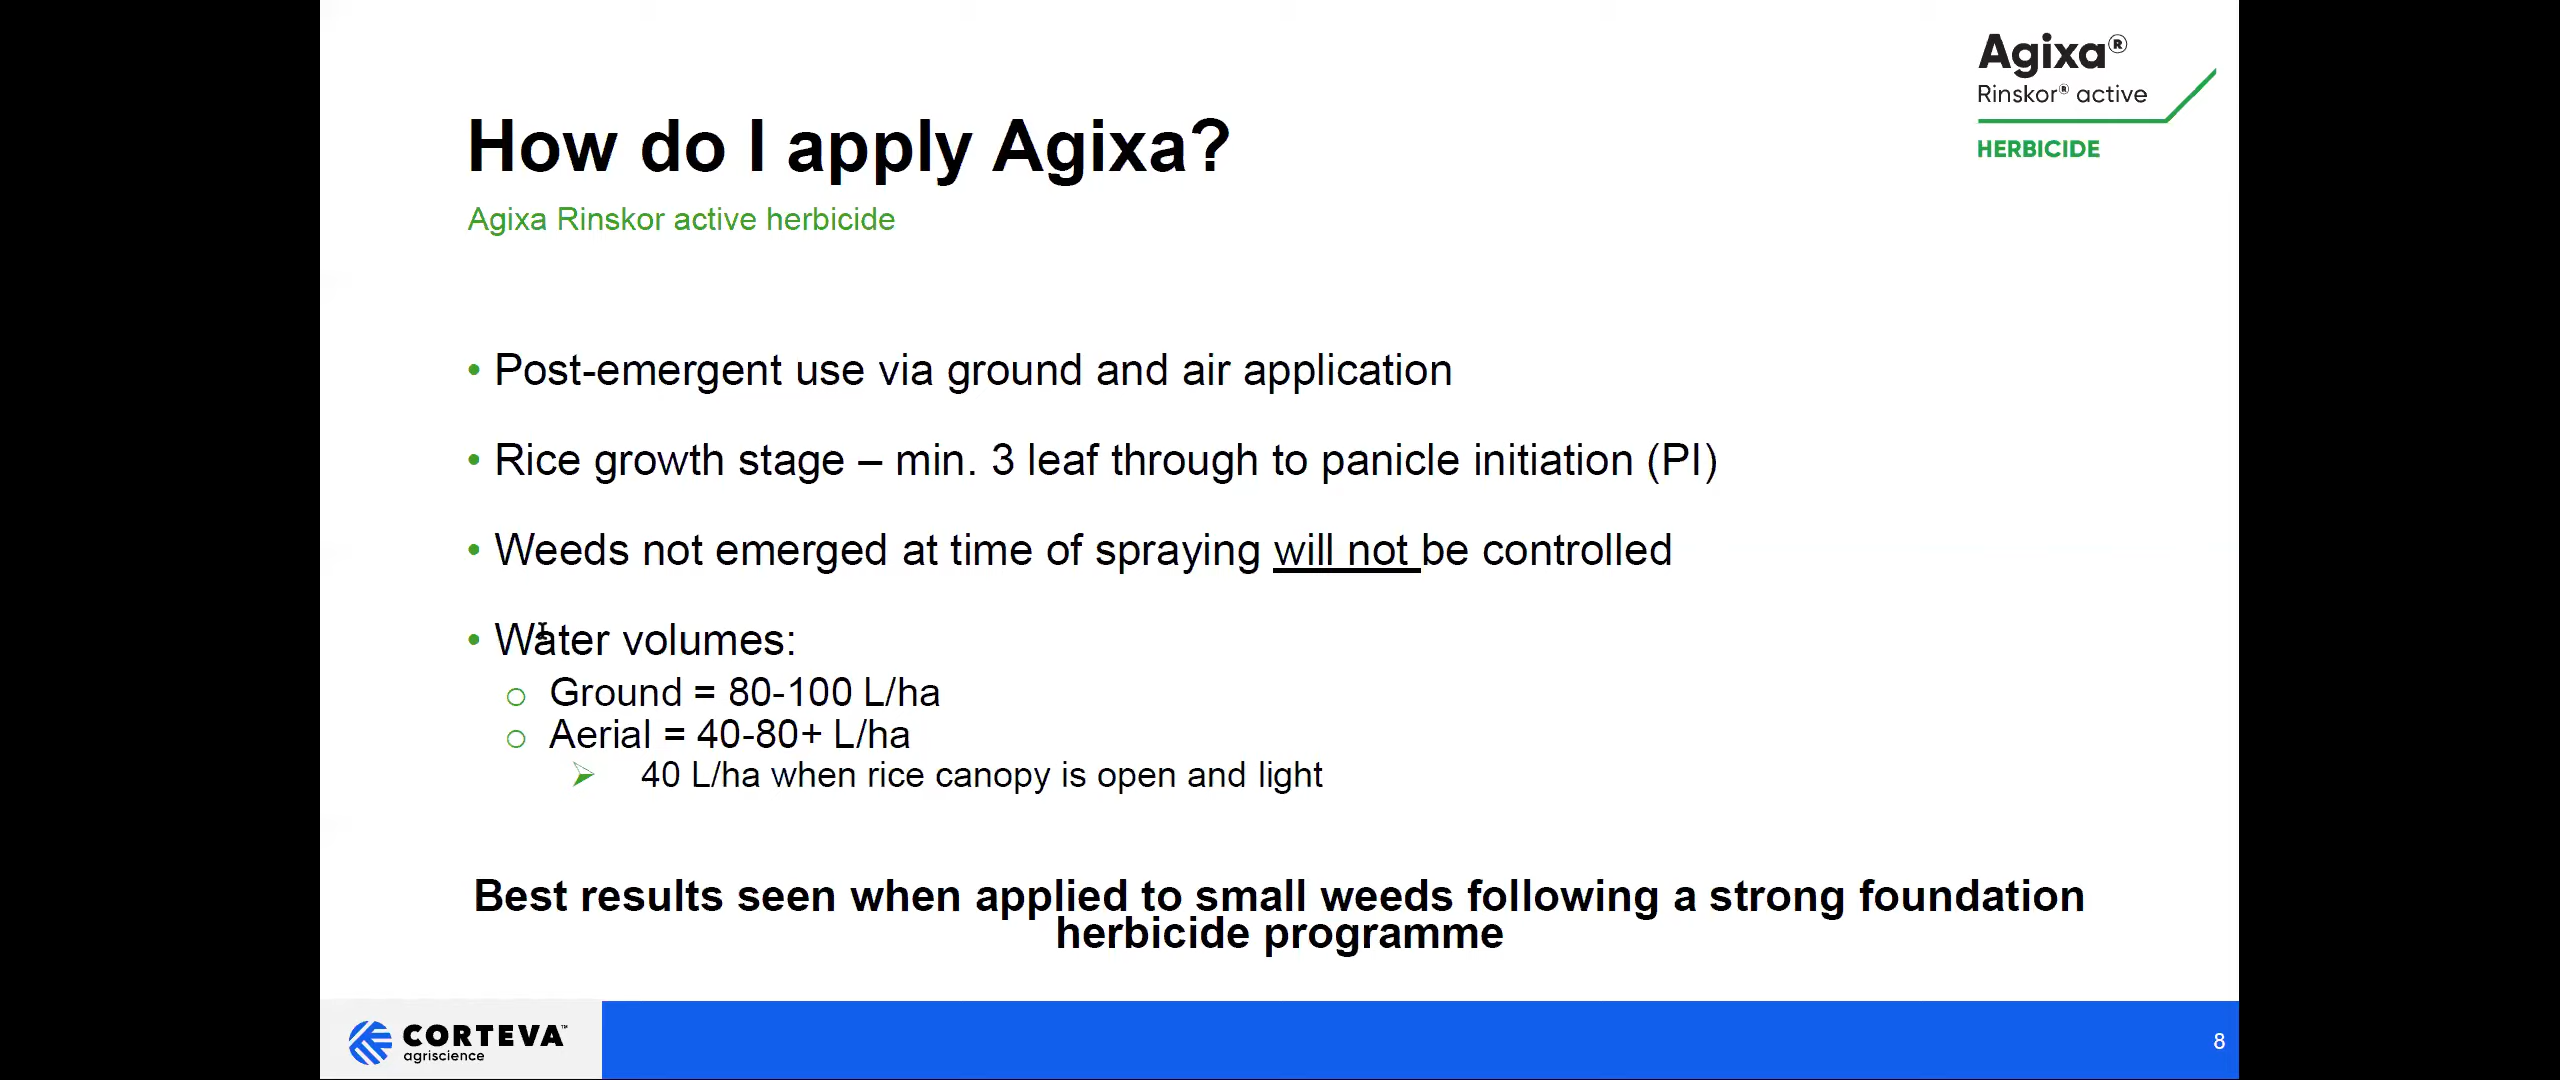 Agixa®
Rinskor® active
HERBICIDE
How do I apply Agixa?
Agixa Rinskor active herbicide
• Post-emergent use via ground and air application
• Rice growth stage – min. 3 leaf through to panicle initiation (PI)
• Weeds not emerged at time of spraying will not be controlled
• Water volumes:
o Ground = 80-100 L/ha
o Aerial = 40-80+ L/ha
➢ 40 L/ha when rice canopy is open and light
Best results seen when applied to small weeds following a strong foundation
herbicide programme
CORTEVA™
agriscience
8